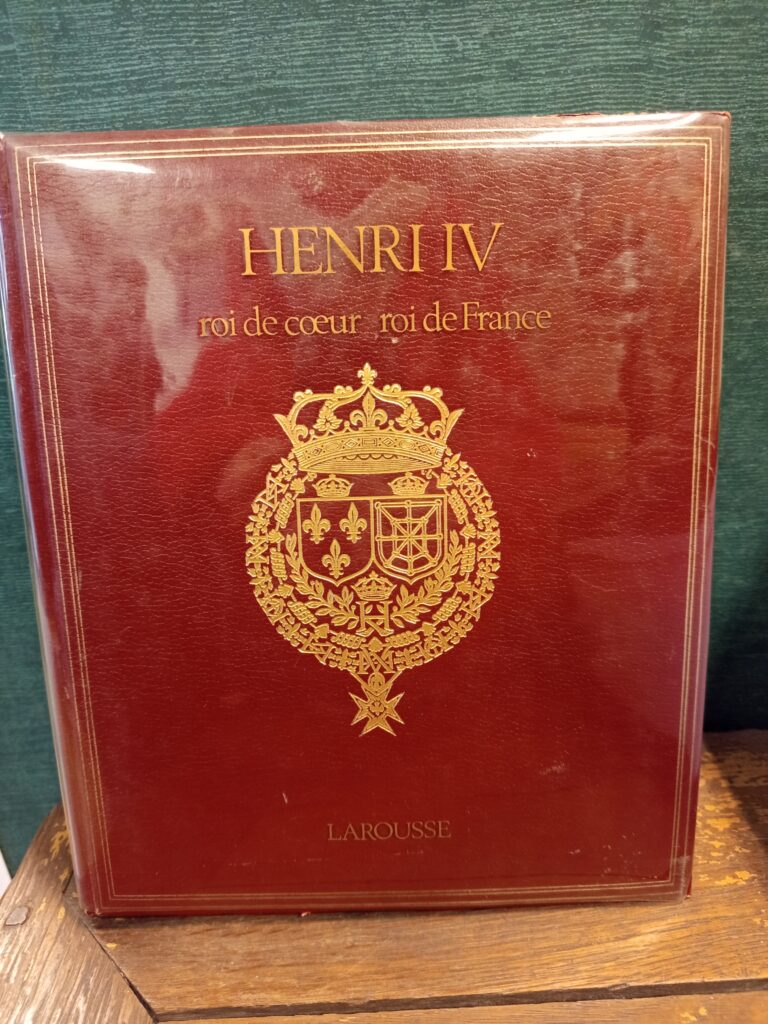 HENRI IV
roi de cœur roi de France
H
LAROUSSE